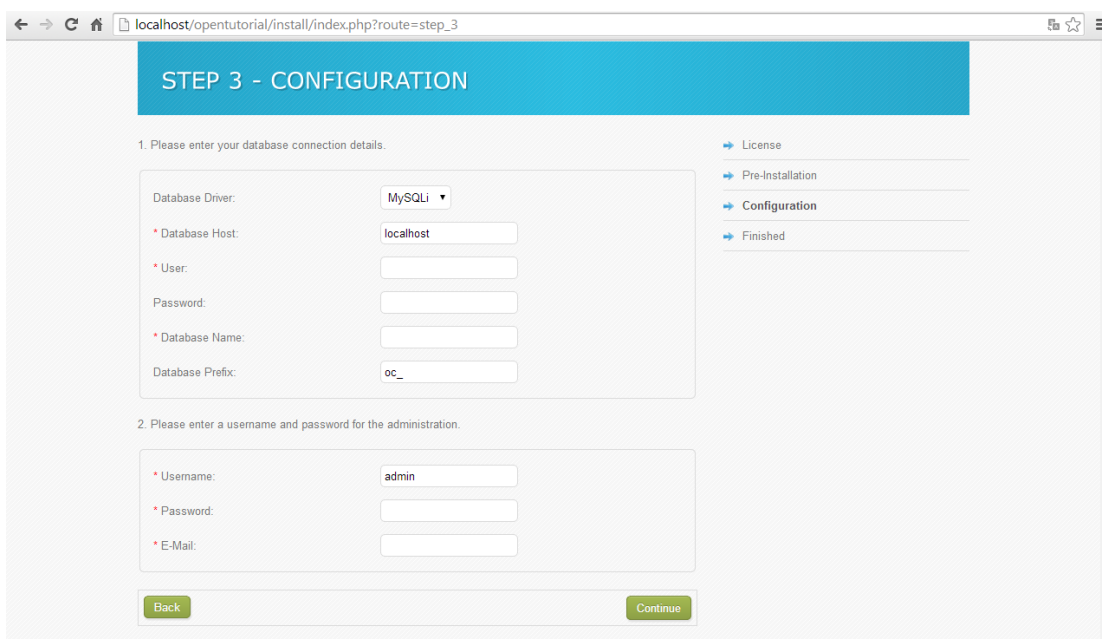 localhost/opentutorial/install/index.php?route=step_3
STEP 3 - CONFIGURATION
1. Please enter your database connection details.
Database Driver: MySQLi
* Database Host: localhost
* User:
Password:
* Database Name:
Database Prefix: oc_
2. Please enter a username and password for the administration.
* Username: admin
* Password:
* E-Mail:
Back Continue
License
Pre-Installation
Configuration
Finished